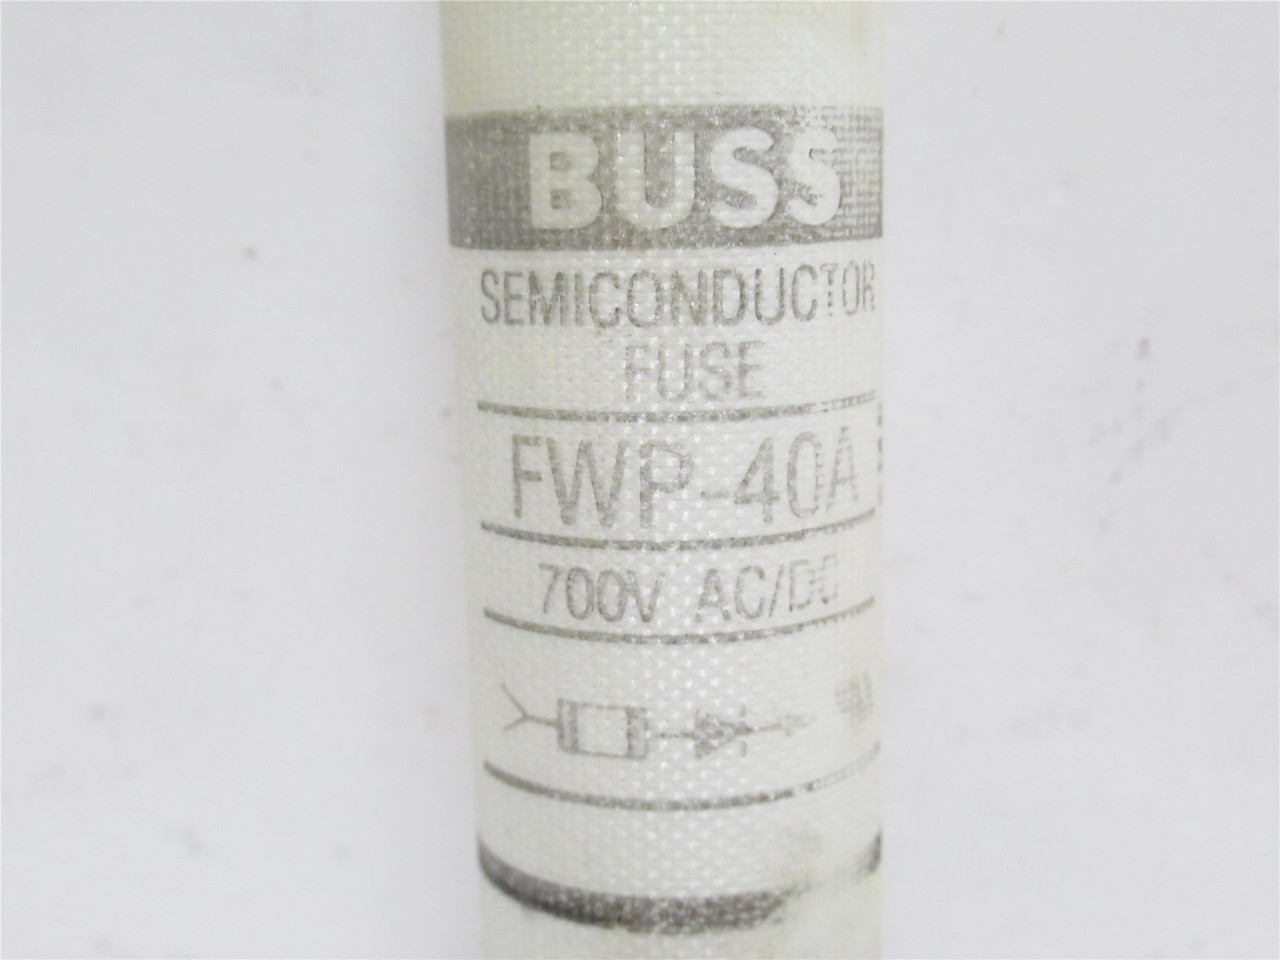 BUSS
SEMICONDUCTOR
FUSE
FWP-40A
700V AC/DC